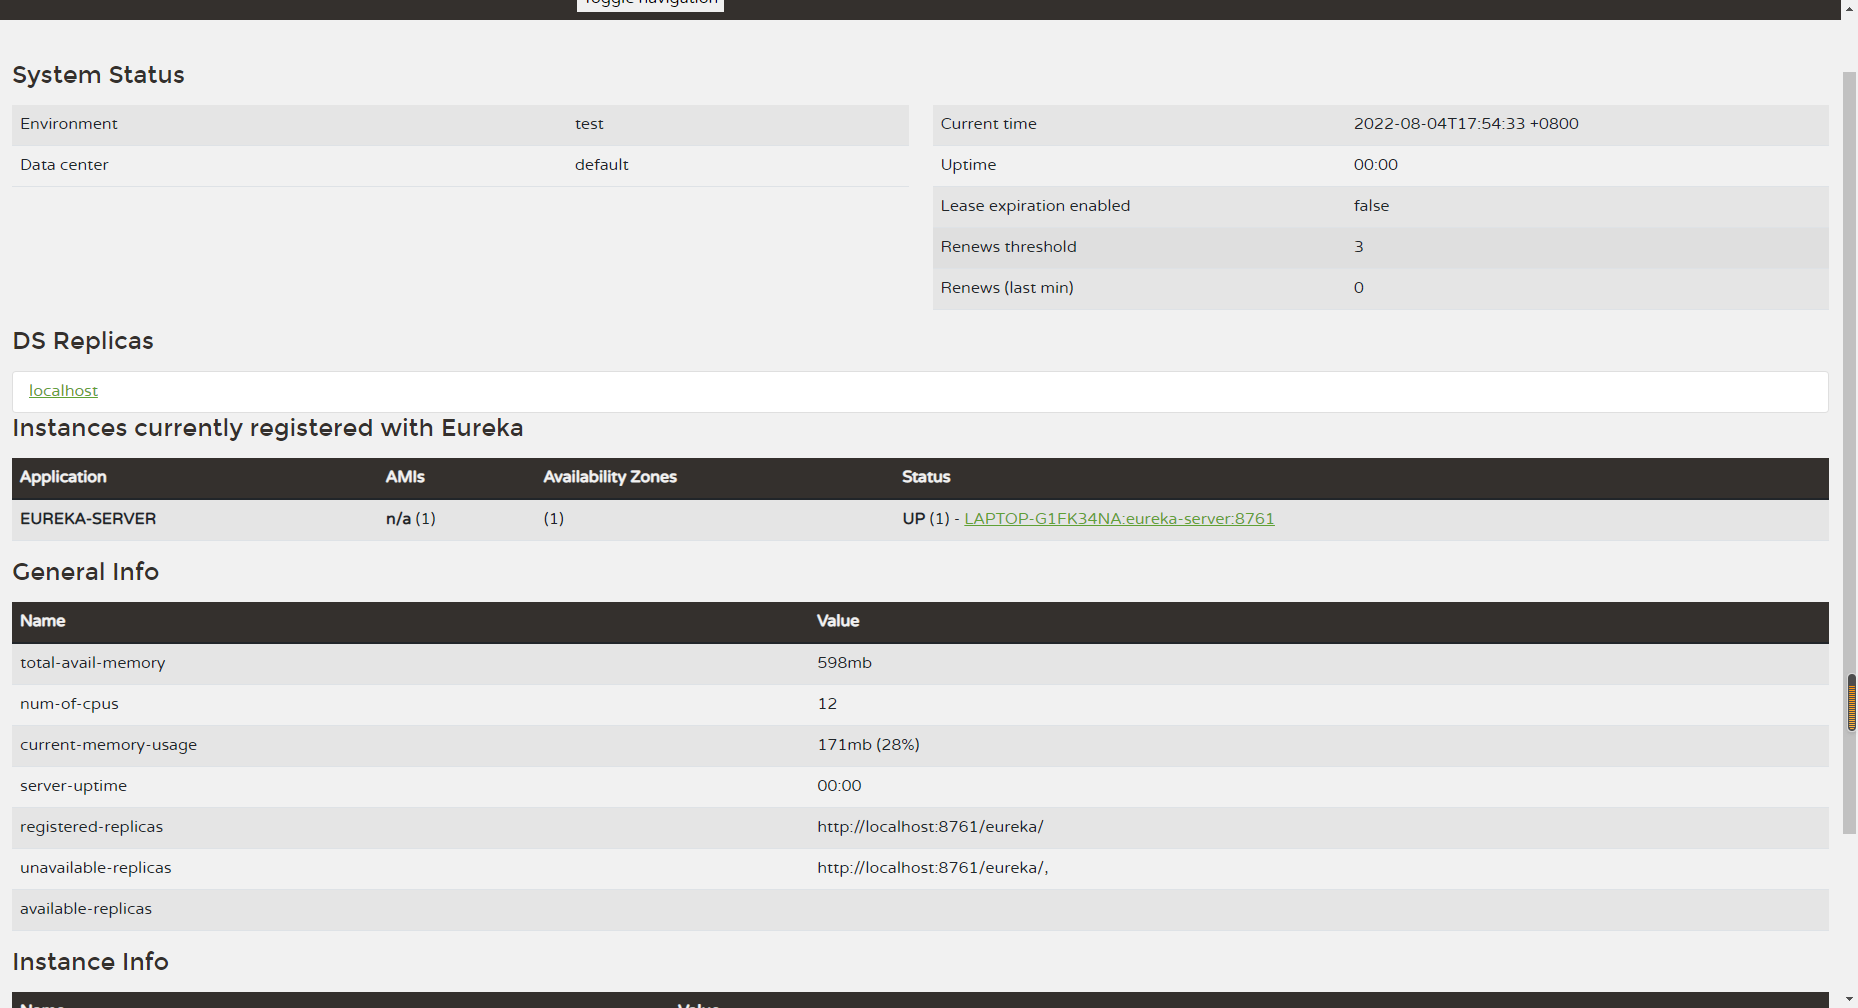 Toggle navigation
System Status
Environment test
Data center default
Current time 2022-08-04T17:54:33 +0800
Uptime 00:00
Lease expiration enabled false
Renews threshold 3
Renews (last min) 0
DS Replicas
localhost
Instances currently registered with Eureka
Application AMIs Availability Zones Status
EUREKA-SERVER n/a (1) (1) UP (1) - LAPTOP-G1FK34NA:eureka-server:8761
General Info
Name Value
total-avail-memory 598mb
num-of-cpus 12
current-memory-usage 171mb (28%)
server-uptime 00:00
registered-replicas http://localhost:8761/eureka/
unavailable-replicas http://localhost:8761/eureka/,
available-replicas
Instance Info
Name Value